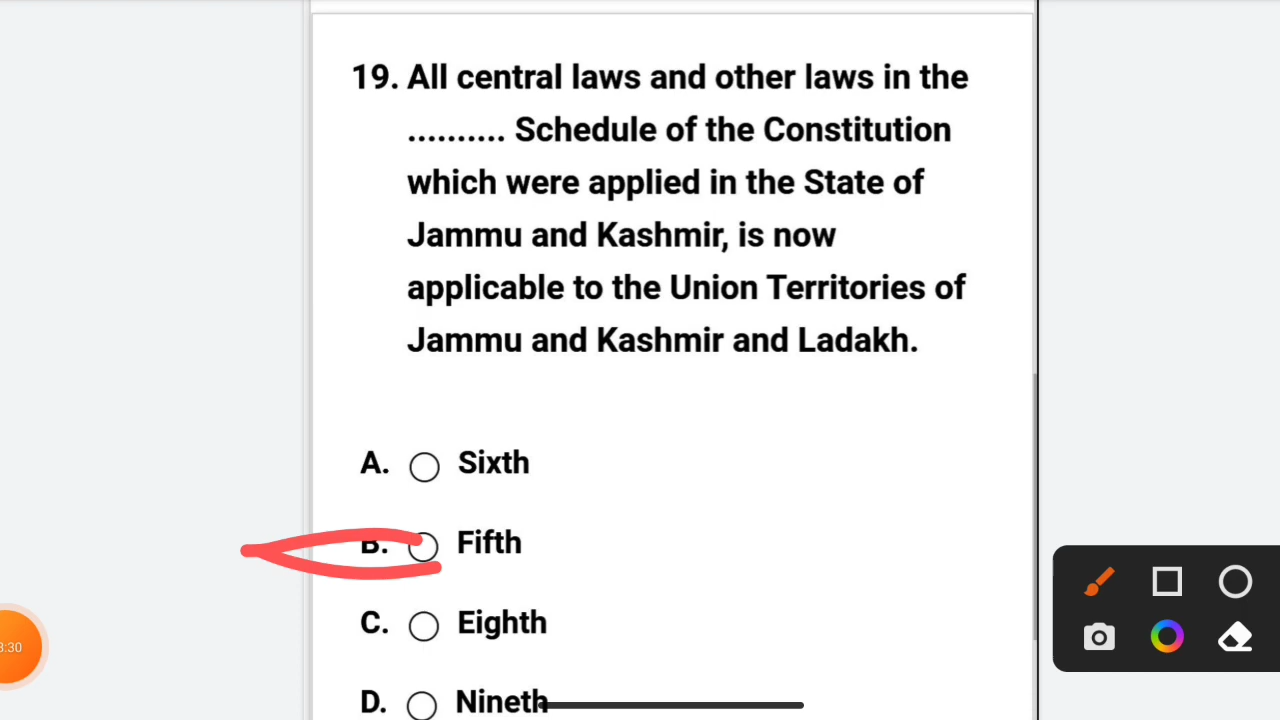 19. All central laws and other laws in the
.......... Schedule of the Constitution
which were applied in the State of
Jammu and Kashmir, is now
applicable to the Union Territories of
Jammu and Kashmir and Ladakh.
A. Sixth
B. Fifth
C. Eighth
D. Nineth
:30